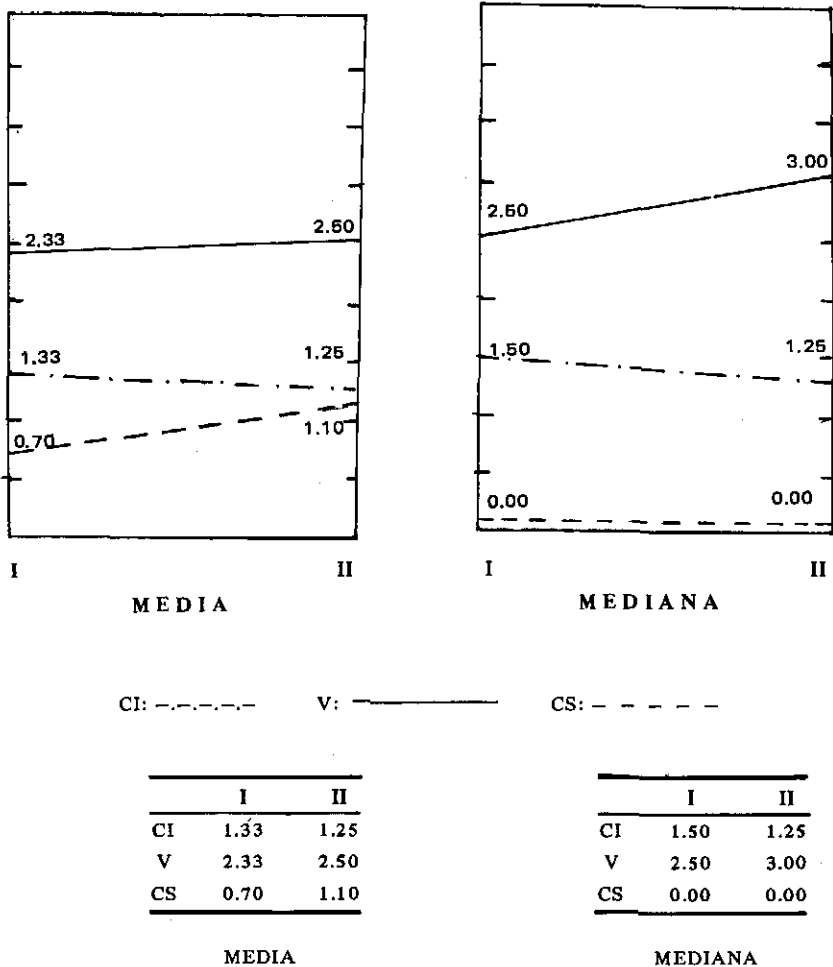 2.33
2.50
1.33
1.25
0.70
1.10
I II
MEDIA
3.00
2.50
1.50
1.25
0.00
0.00
I II
MEDIANA
CI: -.-.-.-.- V: ——— CS: - - - - -
I II
CI 1.33 1.25
V 2.33 2.50
CS 0.70 1.10
MEDIA
I II
CI 1.50 1.25
V 2.50 3.00
CS 0.00 0.00
MEDIANA